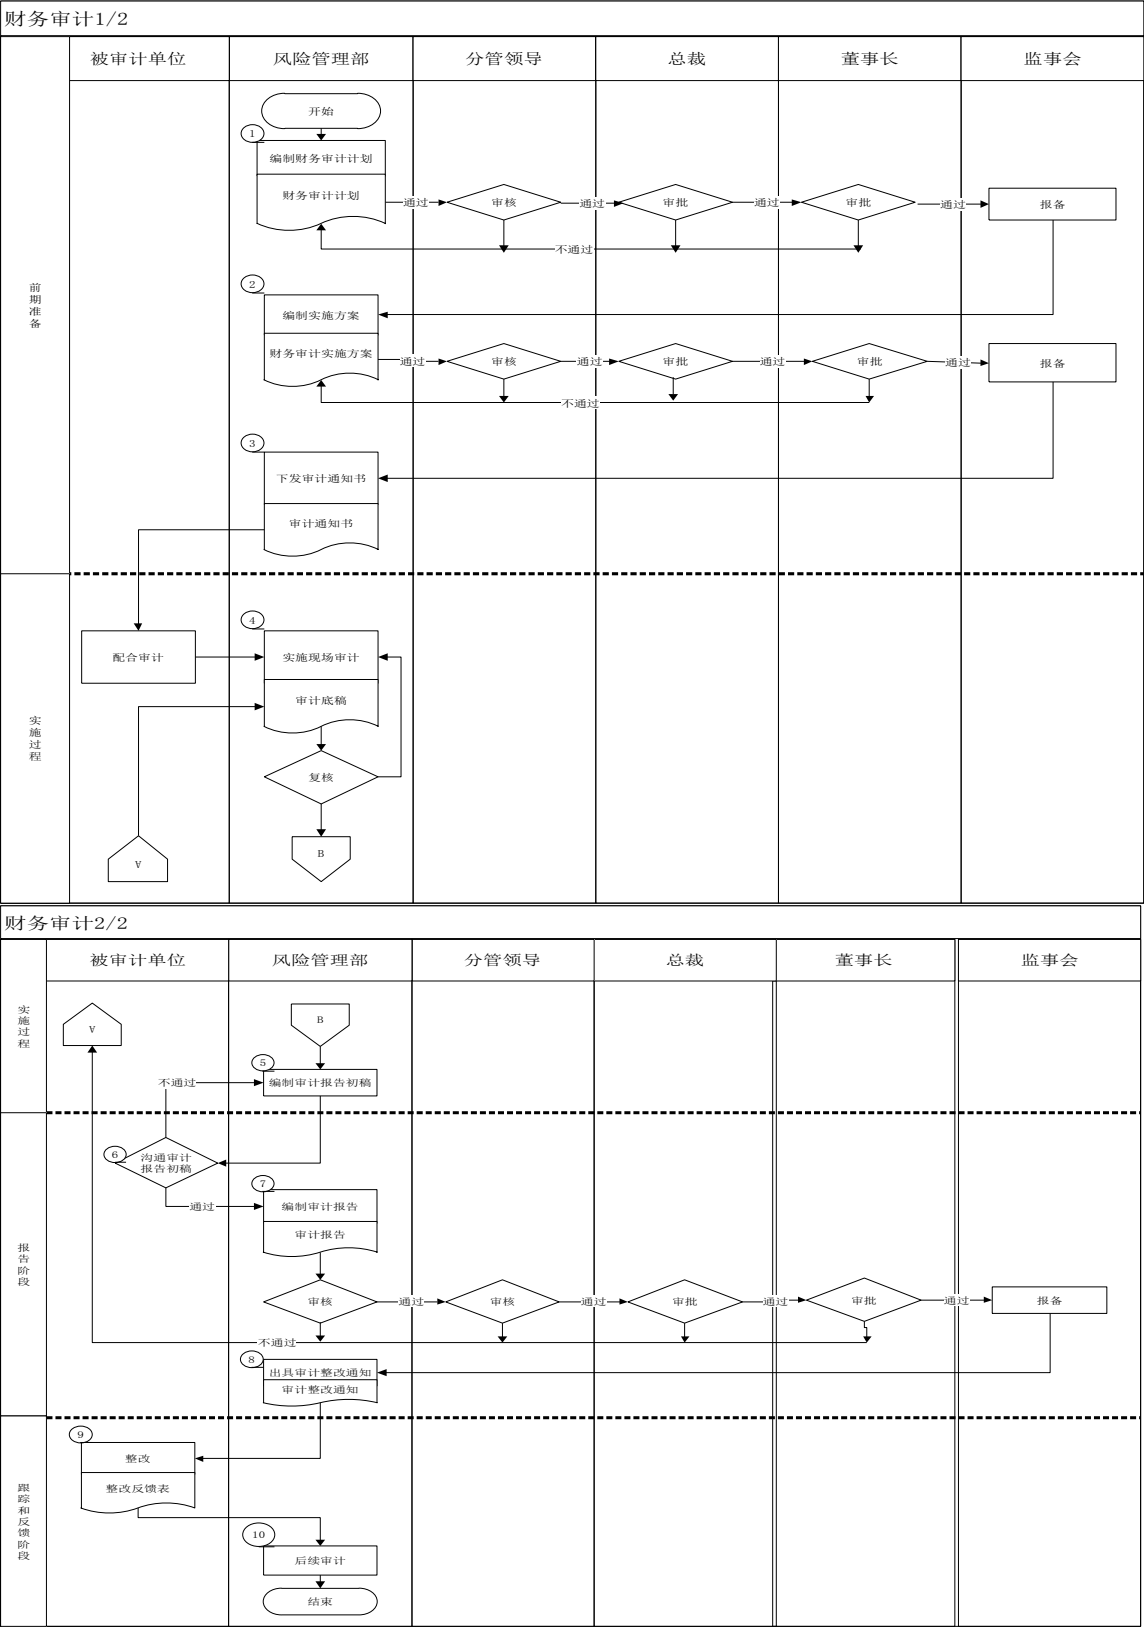 财务审计1/2
被审计单位
风险管理部
分管领导
总裁
董事长
监事会
前期准备
开始
1
编制财务审计计划
财务审计计划
通过
审核
通过
审批
通过
审批
通过
报备
不通过
2
编制实施方案
财务审计实施方案
通过
审核
通过
审批
通过
审批
通过
报备
不通过
3
下发审计通知书
审计通知书
实施过程
4
配合审计
实施现场审计
审计底稿
复核
B
财务审计2/2
被审计单位
风险管理部
分管领导
总裁
董事长
监事会
实施过程
B
5
不通过
编制审计报告初稿
报告阶段
6
沟通审计
报告初稿
7
通过
编制审计报告
审计报告
审核
通过
审核
通过
审批
通过
审批
通过
报备
不通过
8
出具审计整改通知
审计整改通知
跟踪和反馈阶段
9
整改
整改反馈表
10
后续审计
结束